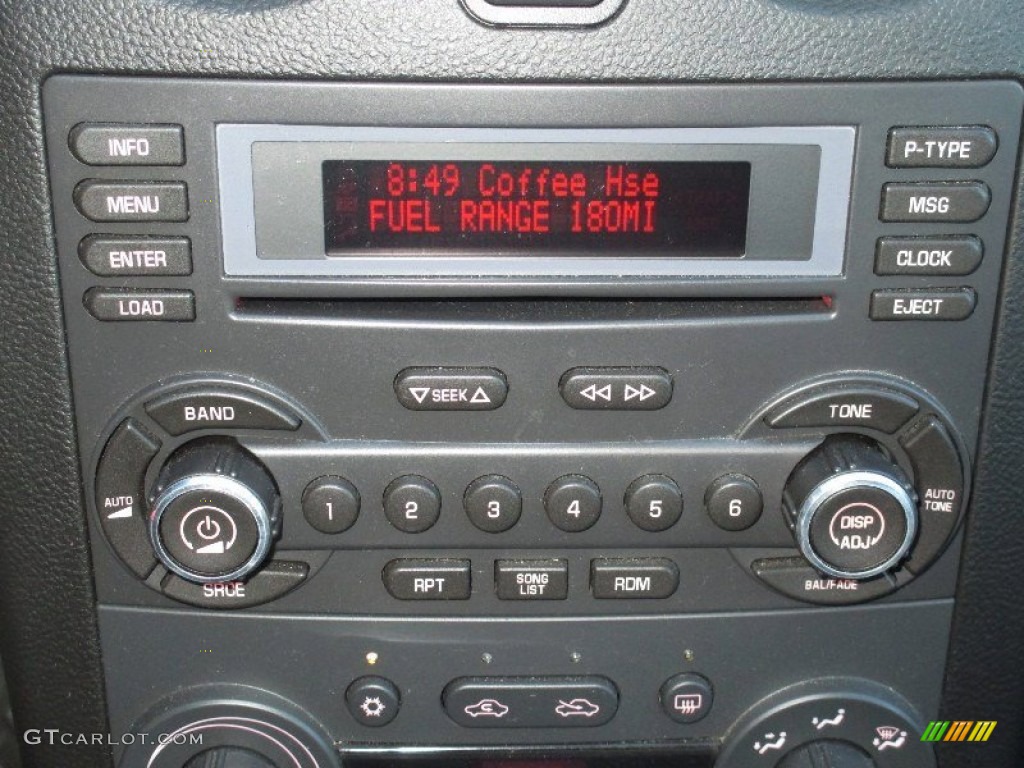 INFO
MENU
ENTER
LOAD
8:49 Coffee Hse
FUEL RANGE 180MI
P-TYPE
MSG
CLOCK
EJECT
SEEK
BAND
AUTO
SRCE
1 2 3 4 5 6
RPT
SONG
LIST
RDM
TONE
AUTO
TONE
DISP
ADJ
BAL/FADE
GTCARLOT.COM